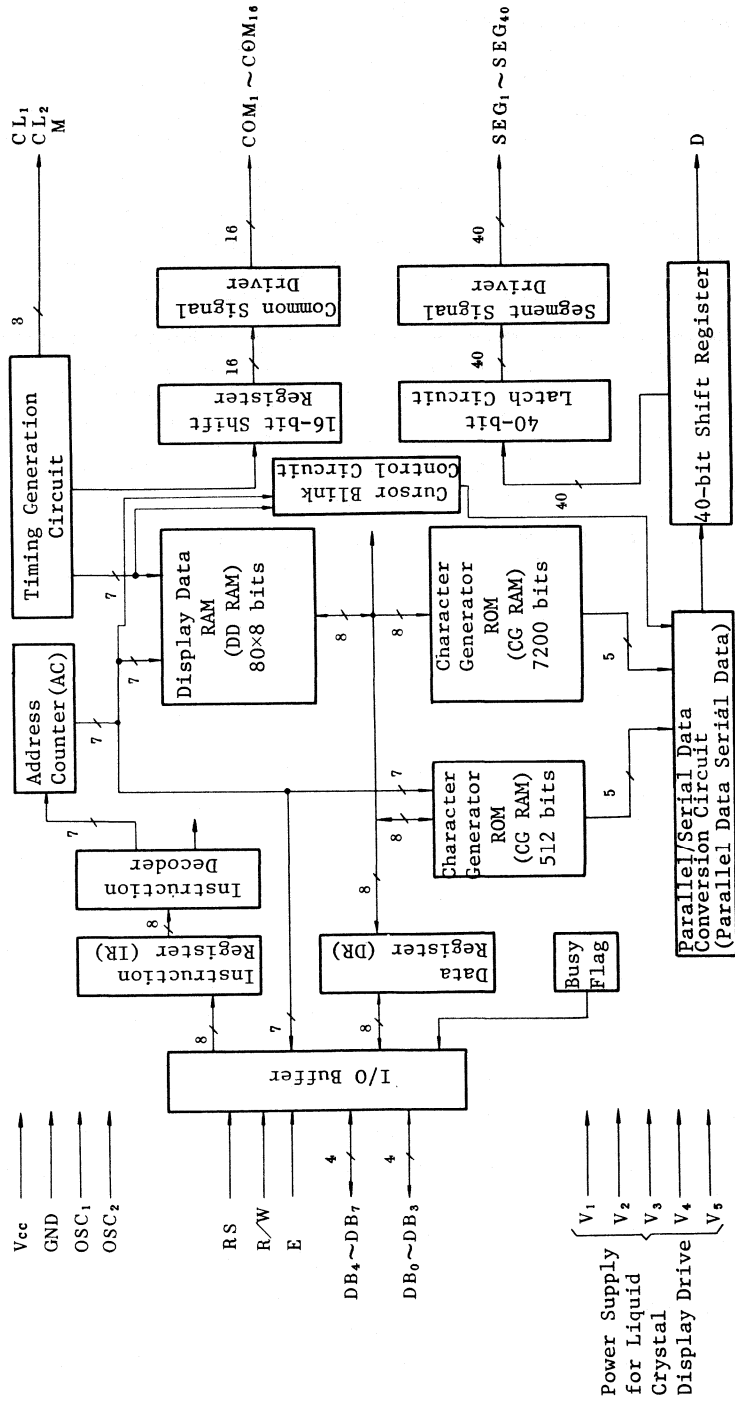 Vcc
GND
OSC₁
OSC₂
RS
R/W
E
DB₄~DB₇
4
DB₀~DB₃
4
Power Supply
for Liquid
Crystal
Display Drive
V₁
V₂
V₃
V₄
V₅
I/O Buffer
8
7
8
Instruction
Register (IR)
8
Instruction
Decoder
7
Data
Register (DR)
8
Busy
Flag
Address
Counter(AC)
7
Timing Generation
Circuit
3
CL₁
CL₂
M
7
7
Display Data
RAM
(DD RAM)
80×8 bits
8
8
8
7
Character
Generator
ROM
(CG RAM)
512 bits
5
Character
Generator
ROM
(CG RAM)
7200 bits
5
Cursor Blink
Control Circuit
16-bit Shift
Register
16
Common Signal
Driver
16
COM₁~COM₁₆
40-bit
Latch Circuit
40
Segment Signal
Driver
40
SEG₁~SEG₄₀
40
Parallel/Serial Data
Conversion Circuit
(Parallel Data Serial Data)
40-bit Shift Register
D